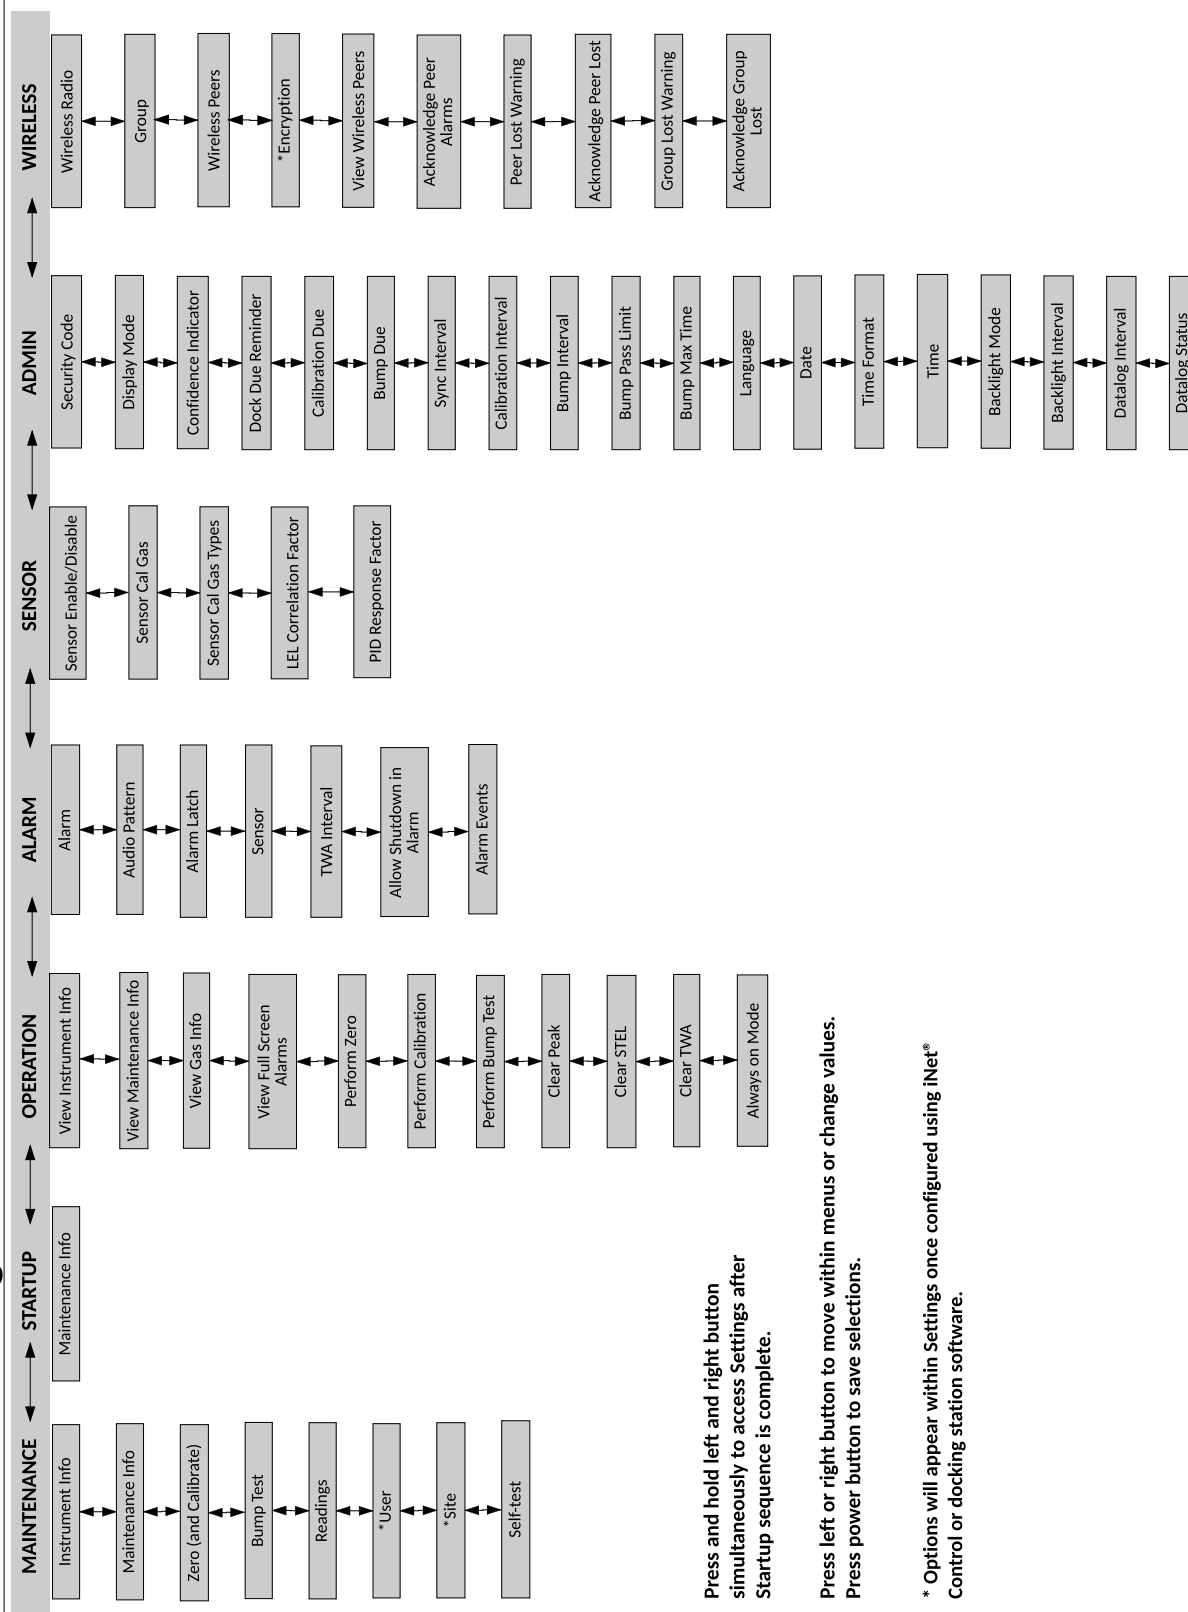 MAINTENANCE
Instrument Info
Maintenance Info
Zero (and Calibrate)
Bump Test
Readings
*User
*Site
Self-test
STARTUP
Maintenance Info
OPERATION
View Instrument Info
View Maintenance Info
View Gas Info
View Full Screen
Alarms
Perform Zero
Perform Calibration
Perform Bump Test
Clear Peak
Clear STEL
Clear TWA
Always on Mode
ALARM
Alarm
Audio Pattern
Alarm Latch
Sensor
TWA Interval
Allow Shutdown in
Alarm
Alarm Events
SENSOR
Sensor Enable/Disable
Sensor Cal Gas
Sensor Cal Gas Types
LEL Correlation Factor
PID Response Factor
ADMIN
Security Code
Display Mode
Confidence Indicator
Dock Due Reminder
Calibration Due
Bump Due
Sync Interval
Calibration Interval
Bump Interval
Bump Pass Limit
Bump Max Time
Language
Date
Time Format
Time
Backlight Mode
Backlight Interval
Datalog Interval
Datalog Status
WIRELESS
Wireless Radio
Group
Wireless Peers
*Encryption
View Wireless Peers
Acknowledge Peer
Alarms
Peer Lost Warning
Acknowledge Peer Lost
Group Lost Warning
Acknowledge Group
Lost
Press and hold left and right button
simultaneously to access Settings after
Startup sequence is complete.
Press left or right button to move within menus or change values.
Press power button to save selections.
* Options will appear within Settings once configured using iNet®
Control or docking station software.